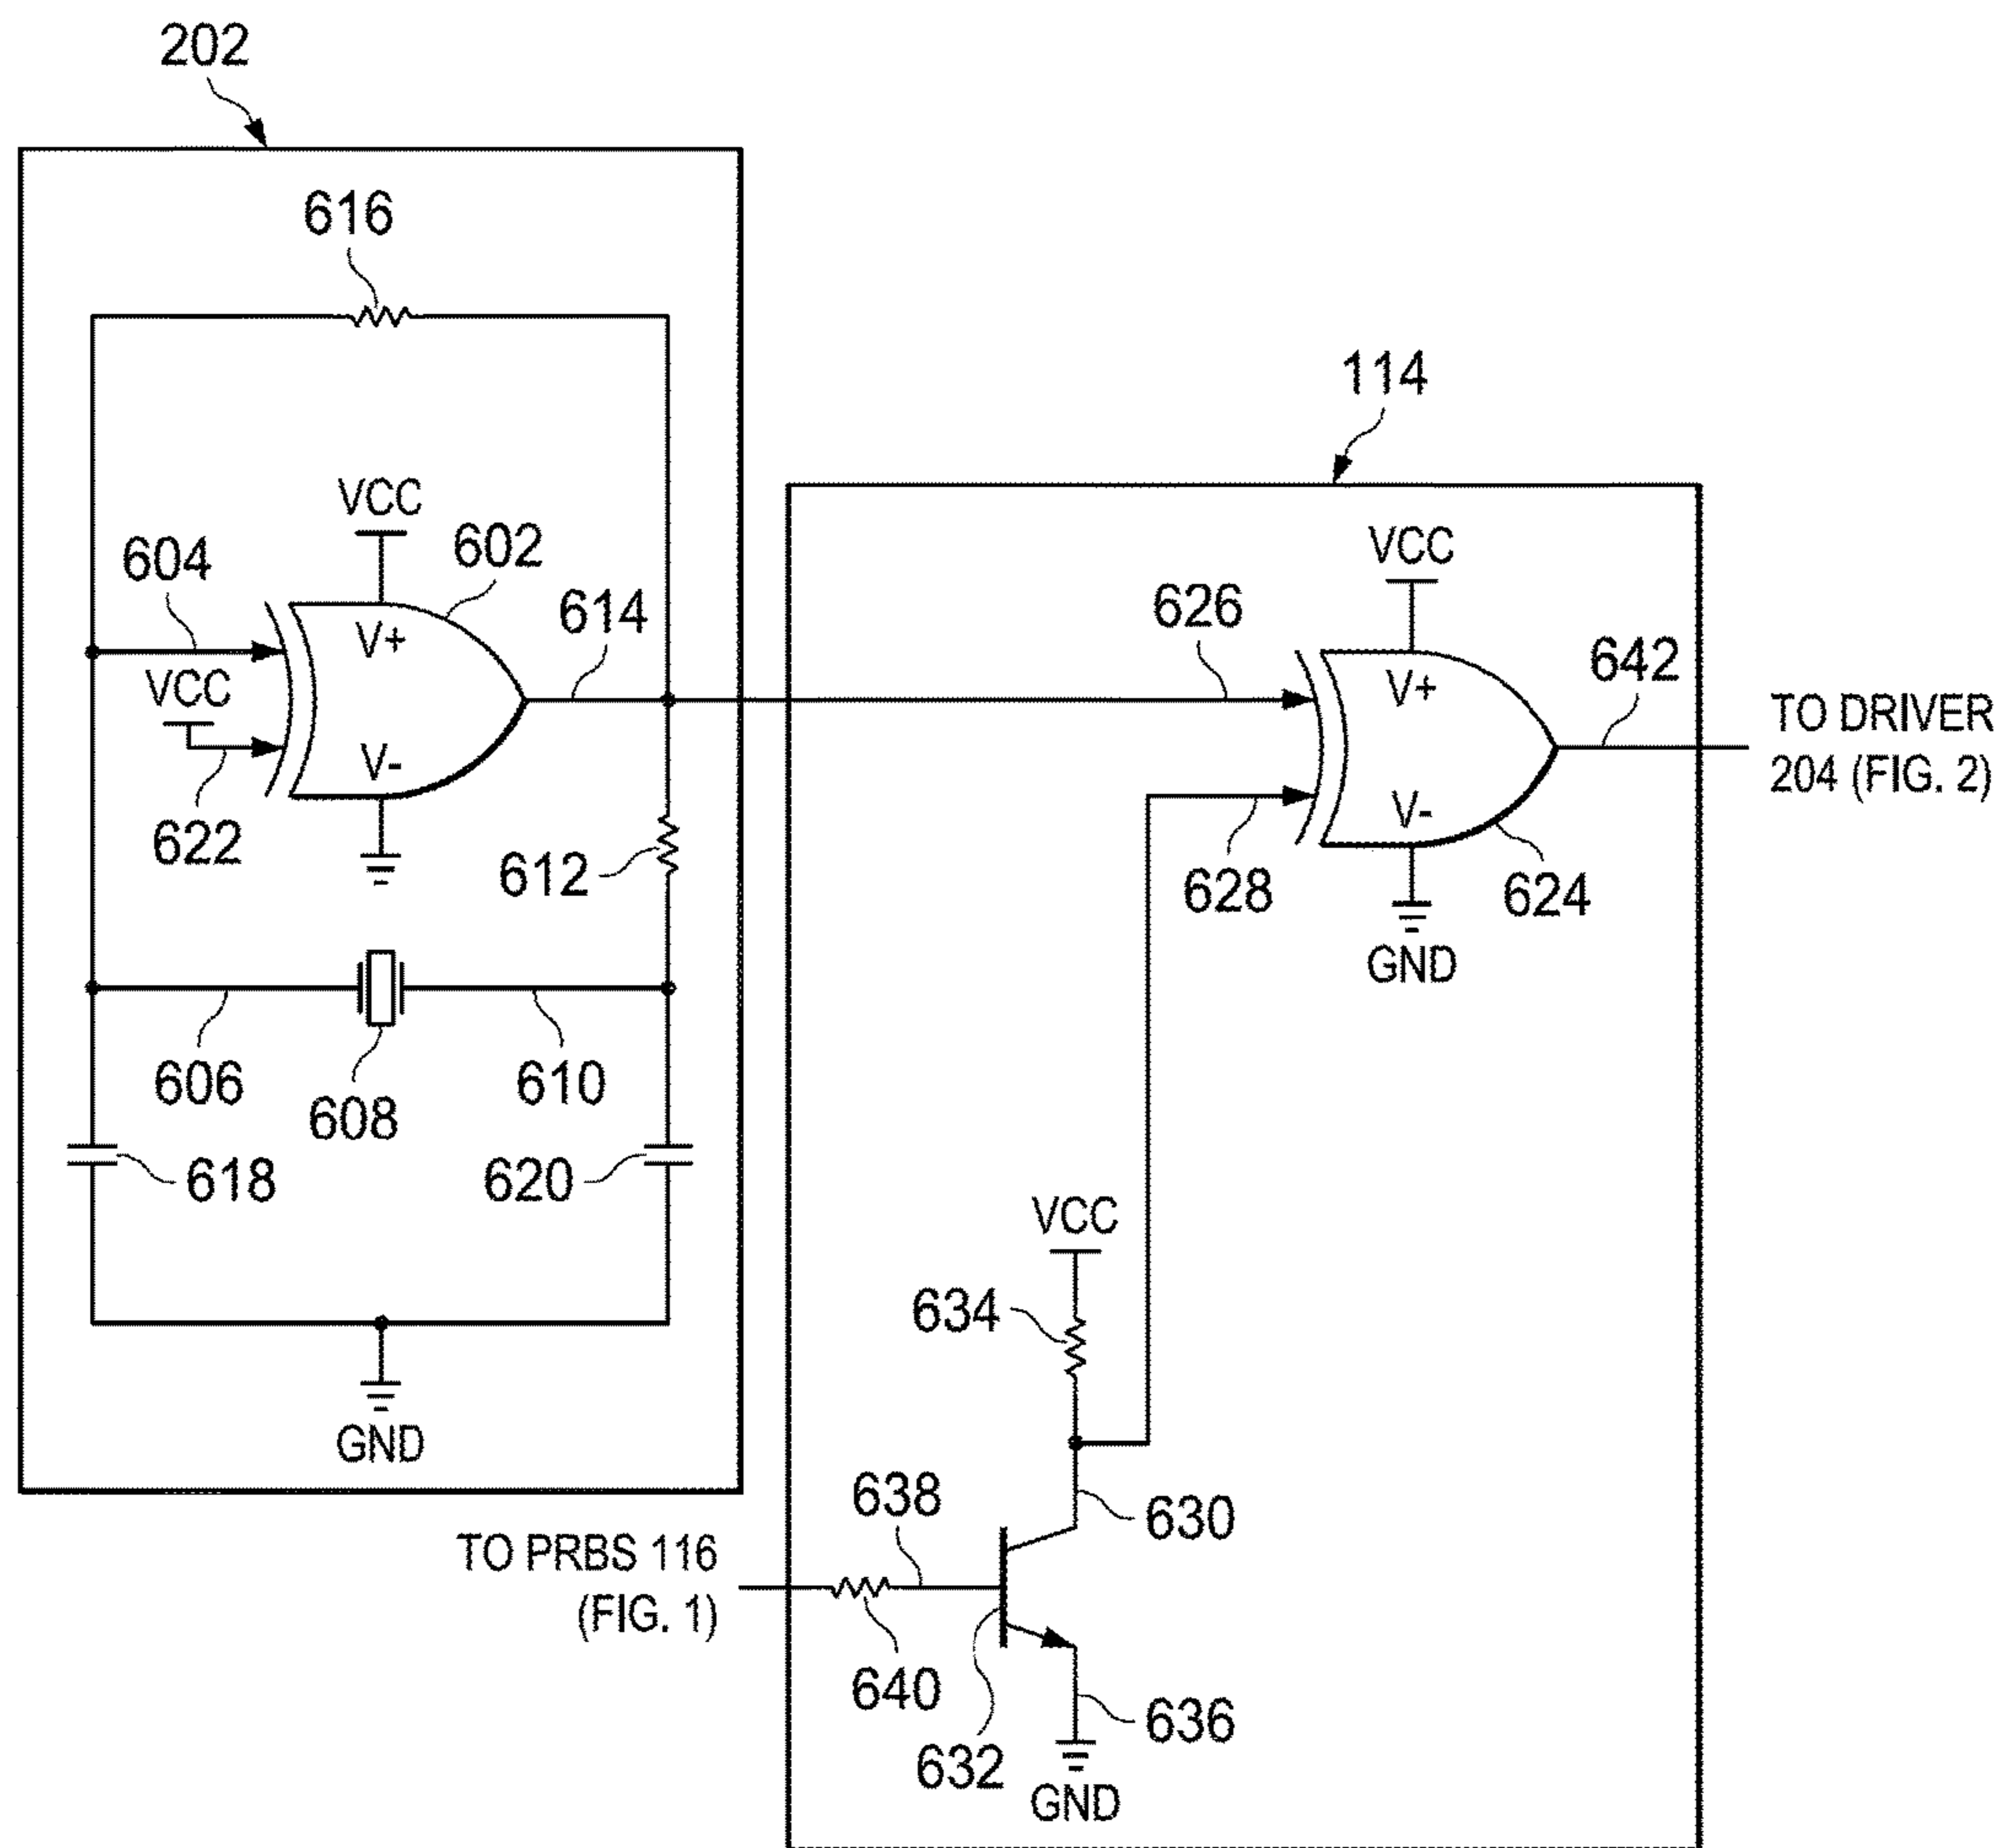 202
616
114
VCC
602
604
614
V+
VCC
V-
622
612
VCC
626
642
V+
TO DRIVER
204 (FIG. 2)
V-
628
624
GND
606
610
608
618
620
GND
VCC
634
638
630
TO PRBS 116
(FIG. 1)
640
636
632
GND